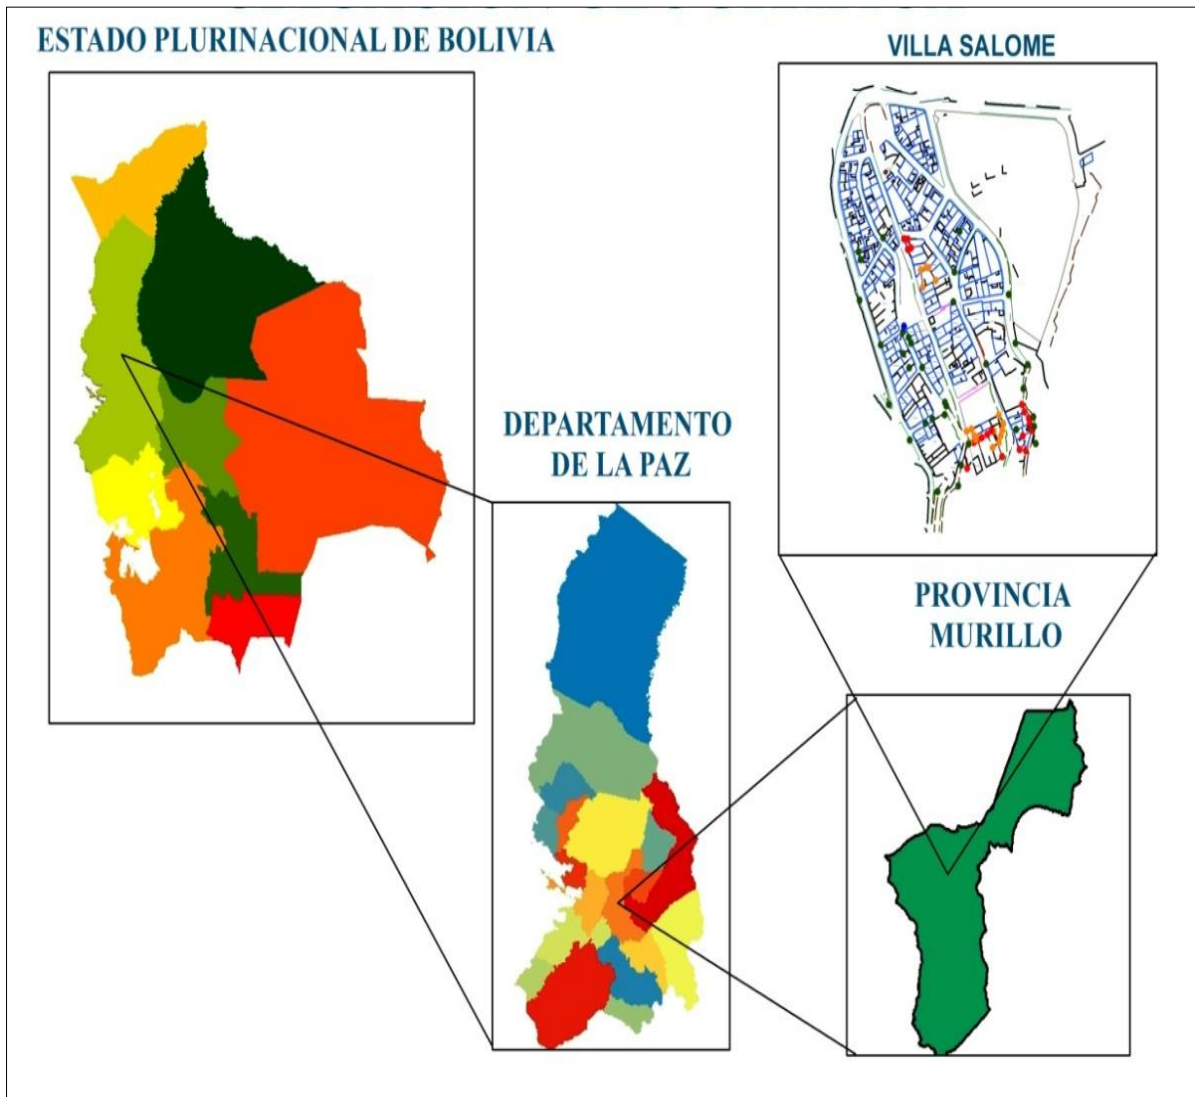 ESTADO PLURINACIONAL DE BOLIVIA
VILLA SALOME
DEPARTAMENTO
DE LA PAZ
PROVINCIA
MURILLO